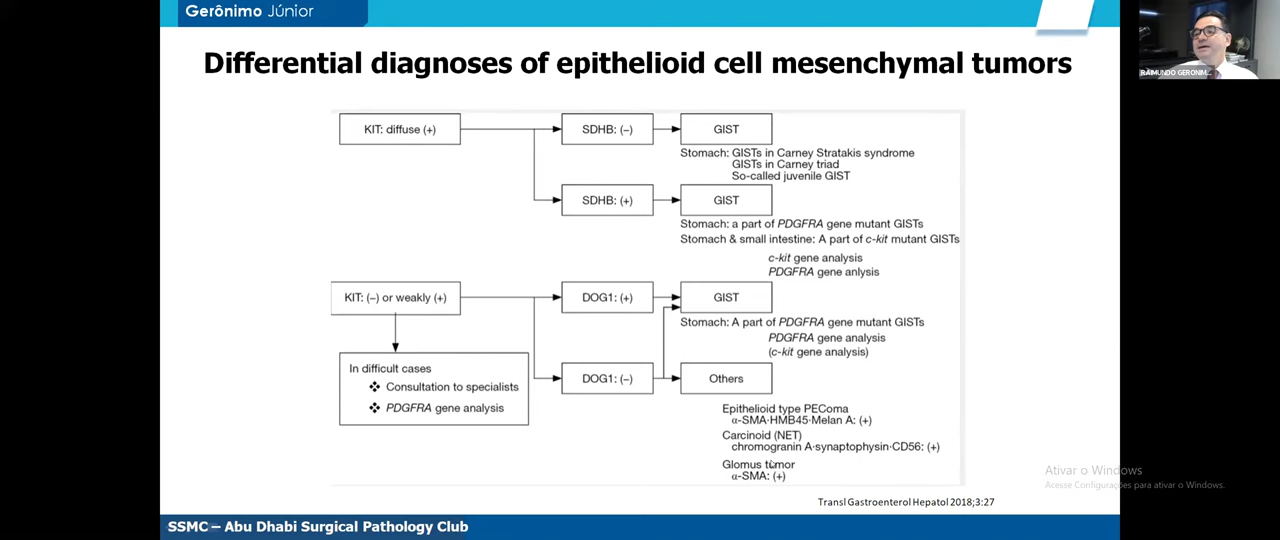 Gerônimo Júnior
Differential diagnoses of epithelioid cell mesenchymal tumors
KIT: diffuse (+)
SDHB: (–)
GIST
Stomach: GISTs in Carney Stratakis syndrome
GISTs in Carney triad
So-called juvenile GIST
SDHB: (+)
GIST
Stomach: a part of PDGFRA gene mutant GISTs
Stomach & small intestine: A part of c-kit mutant GISTs
c-kit gene analysis
PDGFRA gene anlysis
KIT: (–) or weakly (+)
DOG1: (+)
GIST
Stomach: A part of PDGFRA gene mutant GISTs
PDGFRA gene analysis
(c-kit gene analysis)
In difficult cases
❖ Consultation to specialists
❖ PDGFRA gene analysis
DOG1: (–)
Others
Epithelioid type PEComa
α-SMA·HMB45·Melan A: (+)
Carcinoid (NET)
chromogranin A·synaptophysin·CD56: (+)
Glomus tumor
α-SMA: (+)
Transl Gastroenterol Hepatol 2018;3:27
SSMC – Abu Dhabi Surgical Pathology Club
RAIMUNDO GERONIM...
Ativar o Windows
Acesse Configurações para ativar o Windows.